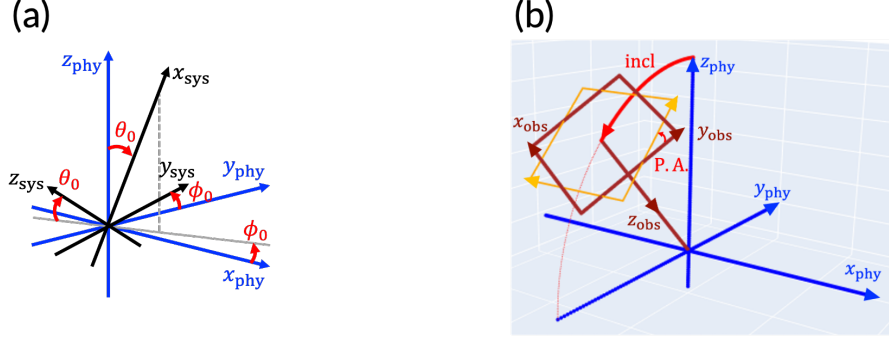 (a)
z_phy
x_sys
θ_0
z_sys
θ_0
y_sys
y_phy
ϕ_0
ϕ_0
x_phy
(b)
incl
z_phy
x_obs
y_obs
P. A.
y_phy
z_obs
x_phy